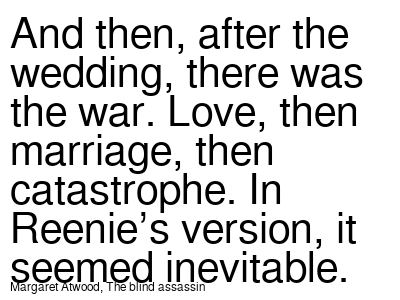 And then, after the
wedding, there was
the war. Love, then
marriage, then
catastrophe. In
Reenie’s version, it
seemed inevitable.
Margaret Atwood, The blind assassin